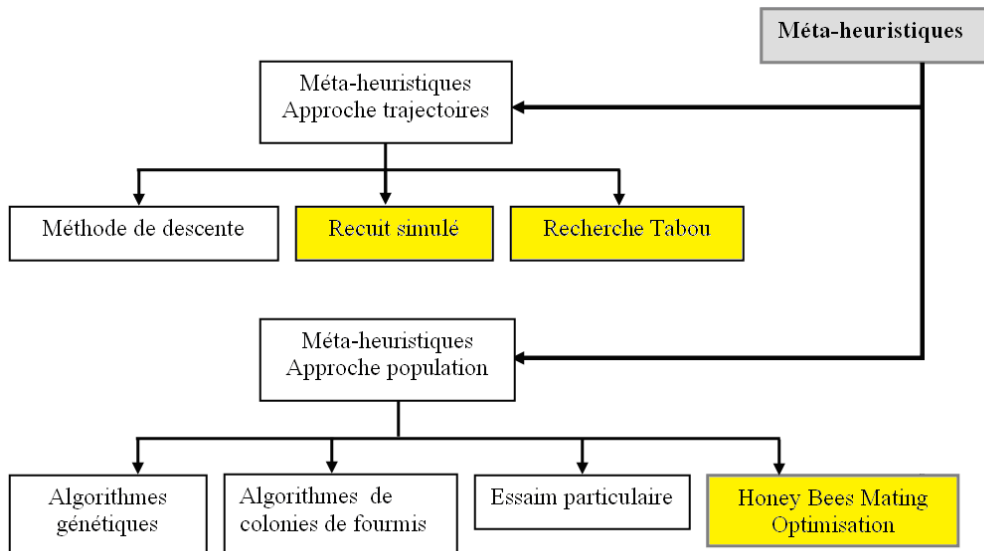 Méta-heuristiques
Méta-heuristiques
Approche trajectoires
Méthode de descente
Recuit simulé
Recherche Tabou
Méta-heuristiques
Approche population
Algorithmes
génétiques
Algorithmes de
colonies de fourmis
Essaim particulaire
Honey Bees Mating
Optimisation